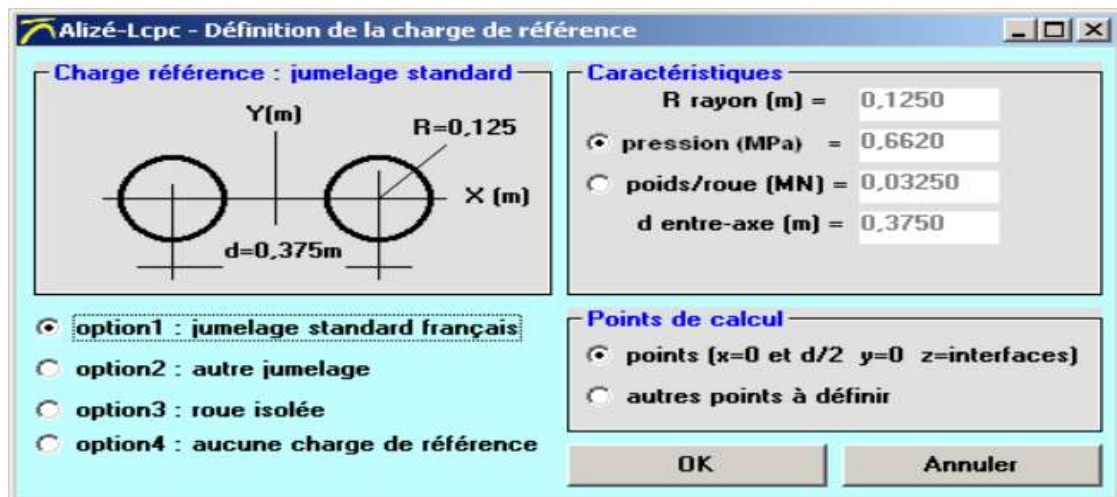 Alizé-Lcpc - Définition de la charge de référence
Charge référence : jumelage standard
Y(m)
R=0,125
X (m)
d=0,375m
option1 : jumelage standard français
option2 : autre jumelage
option3 : roue isolée
option4 : aucune charge de référence
Caractéristiques
R rayon (m) = 0,1250
pression (MPa) = 0,6620
poids/roue (MN) = 0,03250
d entre-axe (m) = 0,3750
Points de calcul
points (x=0 et d/2 y=0 z=interfaces)
autres points à définir
OK Annuler